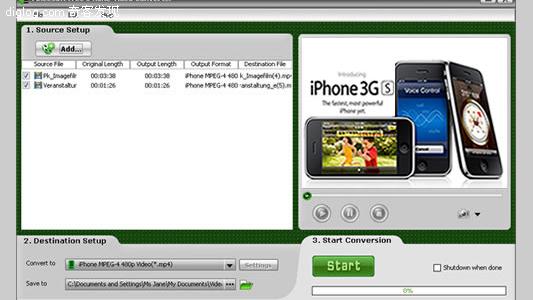 diglog.com 奇客发现
1. Source Setup
Add...
Source File Original Length Output Length Output Format Destination File
Pk_Imagefilr 00:03:38 00:03:38 iPhone MPEG-4 480 k_Imagefilm(4).mp
Veranstaltur 00:01:26 00:01:26 iPhone MPEG-4 480 anstaltung_e(5).m
Introducing
iPhone 3G S
The fastest, most powerful
iPhone yet.
Voice Control
Cancel
2. Destination Setup
Convert to iPhone MPEG-4 480p Video(*.mp4) Settings
Save to C:\Documents and Settings\Ms Jane\My Documents\Vide ...
3. Start Conversion
Start
Shutdown when done
0%